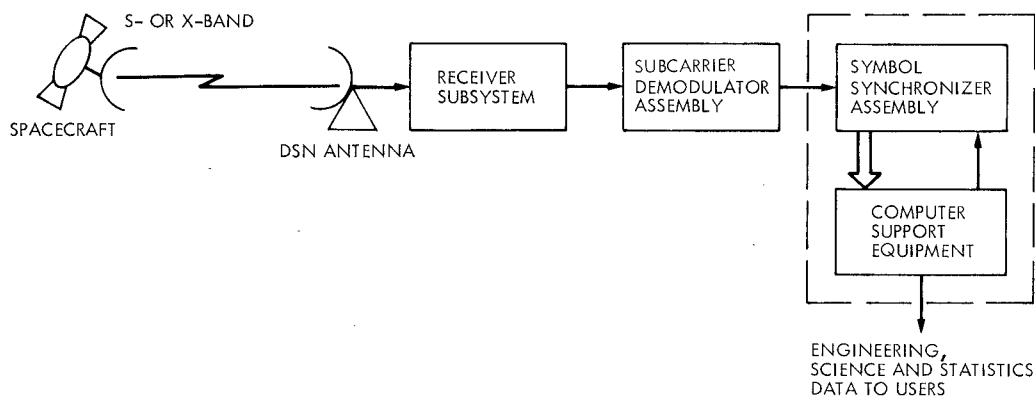 S- OR X-BAND
SPACECRAFT
DSN ANTENNA
RECEIVER
SUBSYSTEM
SUBCARRIER
DEMODULATOR
ASSEMBLY
SYMBOL
SYNCHRONIZER
ASSEMBLY
COMPUTER
SUPPORT
EQUIPMENT
ENGINEERING,
SCIENCE AND STATISTICS
DATA TO USERS